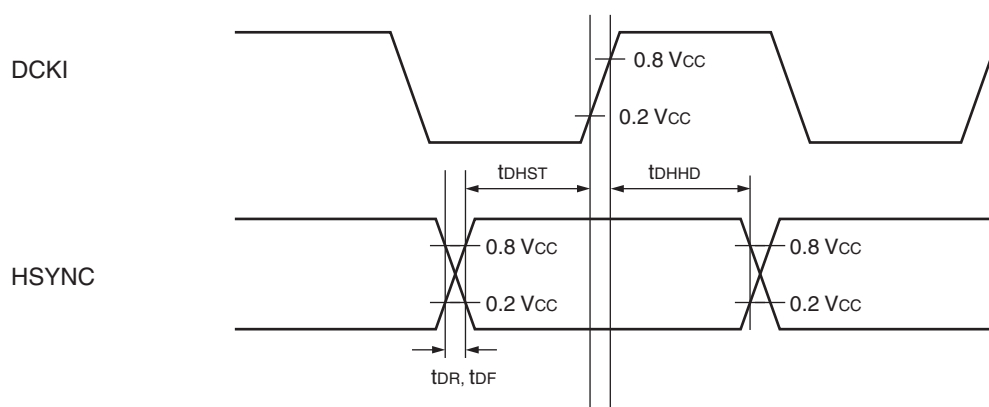 DCKI
0.8 VCC
0.2 VCC
tDHST
tDHHD
HSYNC
0.8 VCC
0.8 VCC
0.2 VCC
0.2 VCC
tDR, tDF